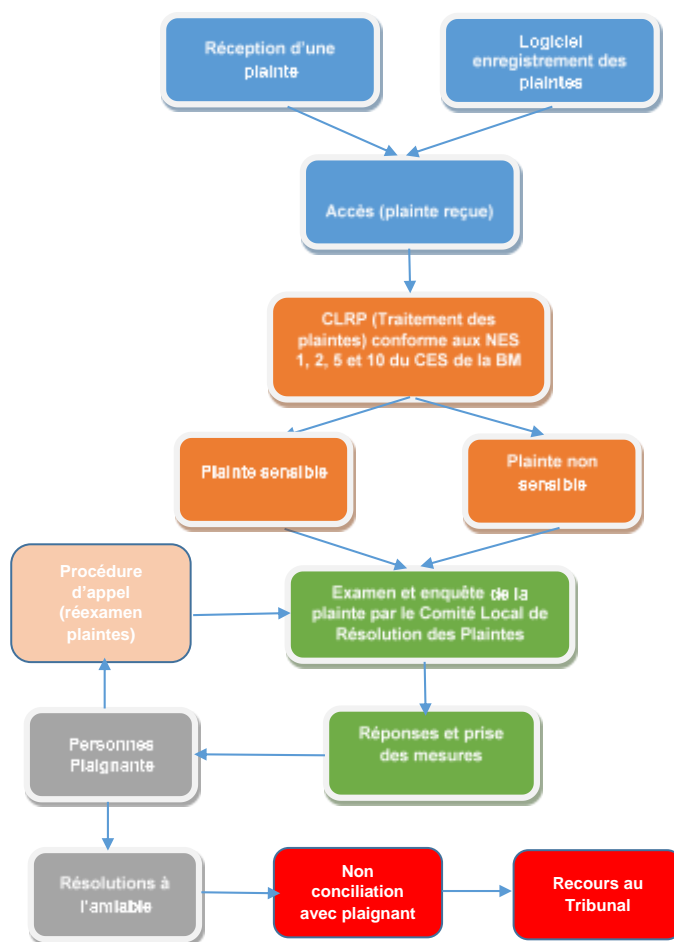 Réception d'une
plainte
Logiciel
enregistrement des
plaintes
Accès (plainte reçue)
CLRP (Traitement des
plaintes) conforme aux NES
1, 2, 5 et 10 du CES de la BM
Plainte sensible
Plainte non
sensible
Procédure
d'appel
(réexamen
plaintes)
Examen et enquête de la
plainte par le Comité Local de
Résolution des Plaintes
Personnes
Plaignante
Réponses et prise
des mesures
Résolutions à
l'amiable
Non
conciliation
avec plaignant
Recours au
Tribunal